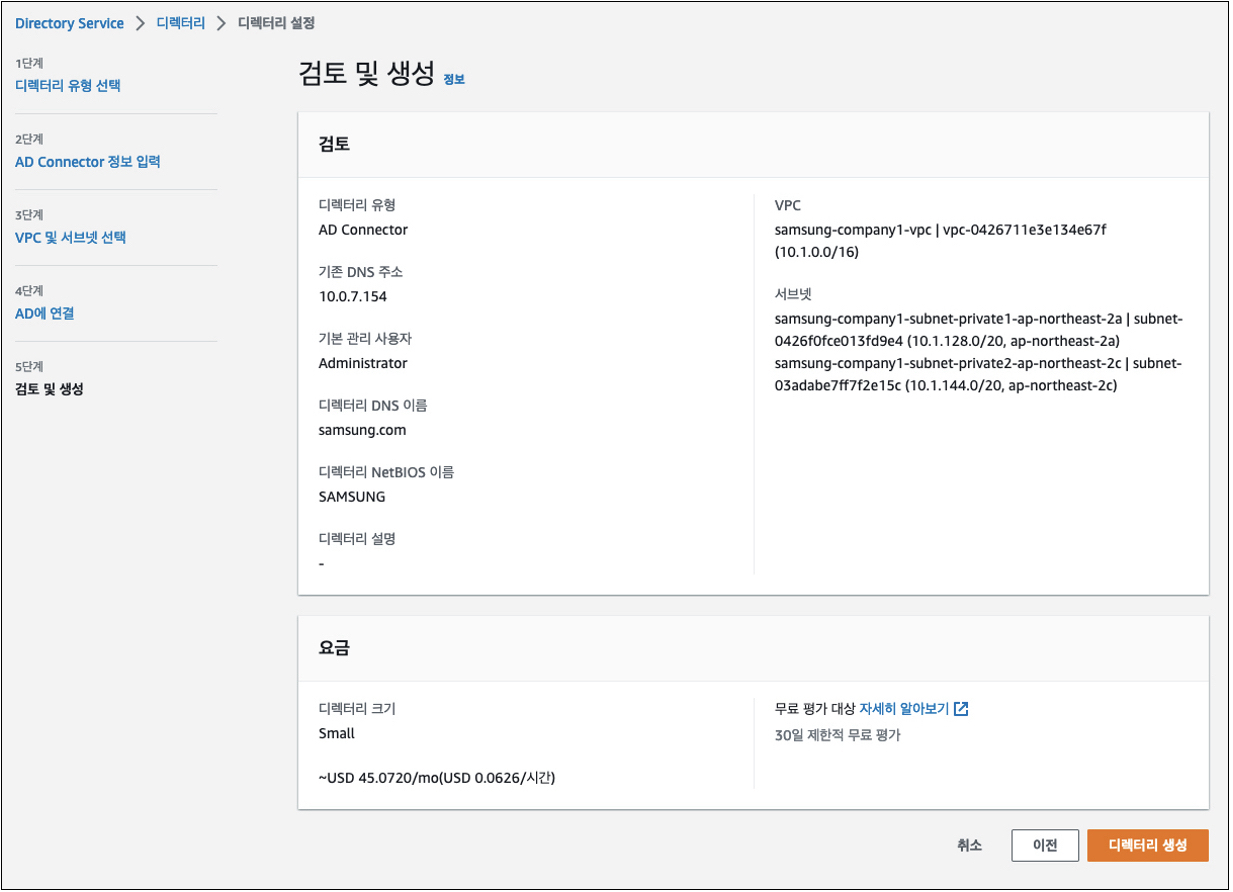 Directory Service > 디렉터리 > 디렉터리 설정
1단계
디렉터리 유형 선택
2단계
AD Connector 정보 입력
3단계
VPC 및 서브넷 선택
4단계
AD에 연결
5단계
검토 및 생성
검토 및 생성 정보
검토
디렉터리 유형
AD Connector
기존 DNS 주소
10.0.7.154
기본 관리 사용자
Administrator
디렉터리 DNS 이름
samsung.com
디렉터리 NetBIOS 이름
SAMSUNG
디렉터리 설명
-
VPC
samsung-company1-vpc | vpc-0426711e3e134e67f
(10.1.0.0/16)
서브넷
samsung-company1-subnet-private1-ap-northeast-2a | subnet-
0426f0fce013fd9e4 (10.1.128.0/20, ap-northeast-2a)
samsung-company1-subnet-private2-ap-northeast-2c | subnet-
03adabe7ff7f2e15c (10.1.144.0/20, ap-northeast-2c)
요금
디렉터리 크기
Small
~USD 45.0720/mo(USD 0.0626/시간)
무료 평가 대상 자세히 알아보기
30일 제한적 무료 평가
취소
이전
디렉터리 생성